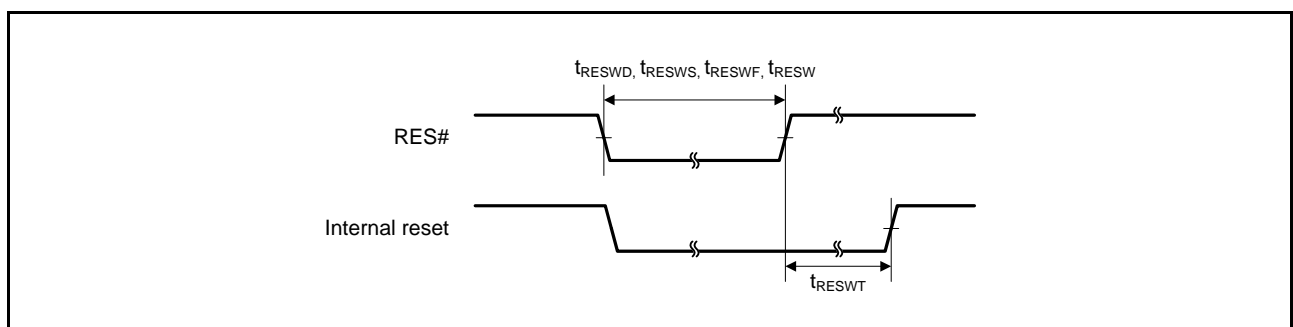 tRESWD, tRESWS, tRESWF, tRESW
RES#
Internal reset
tRESWT